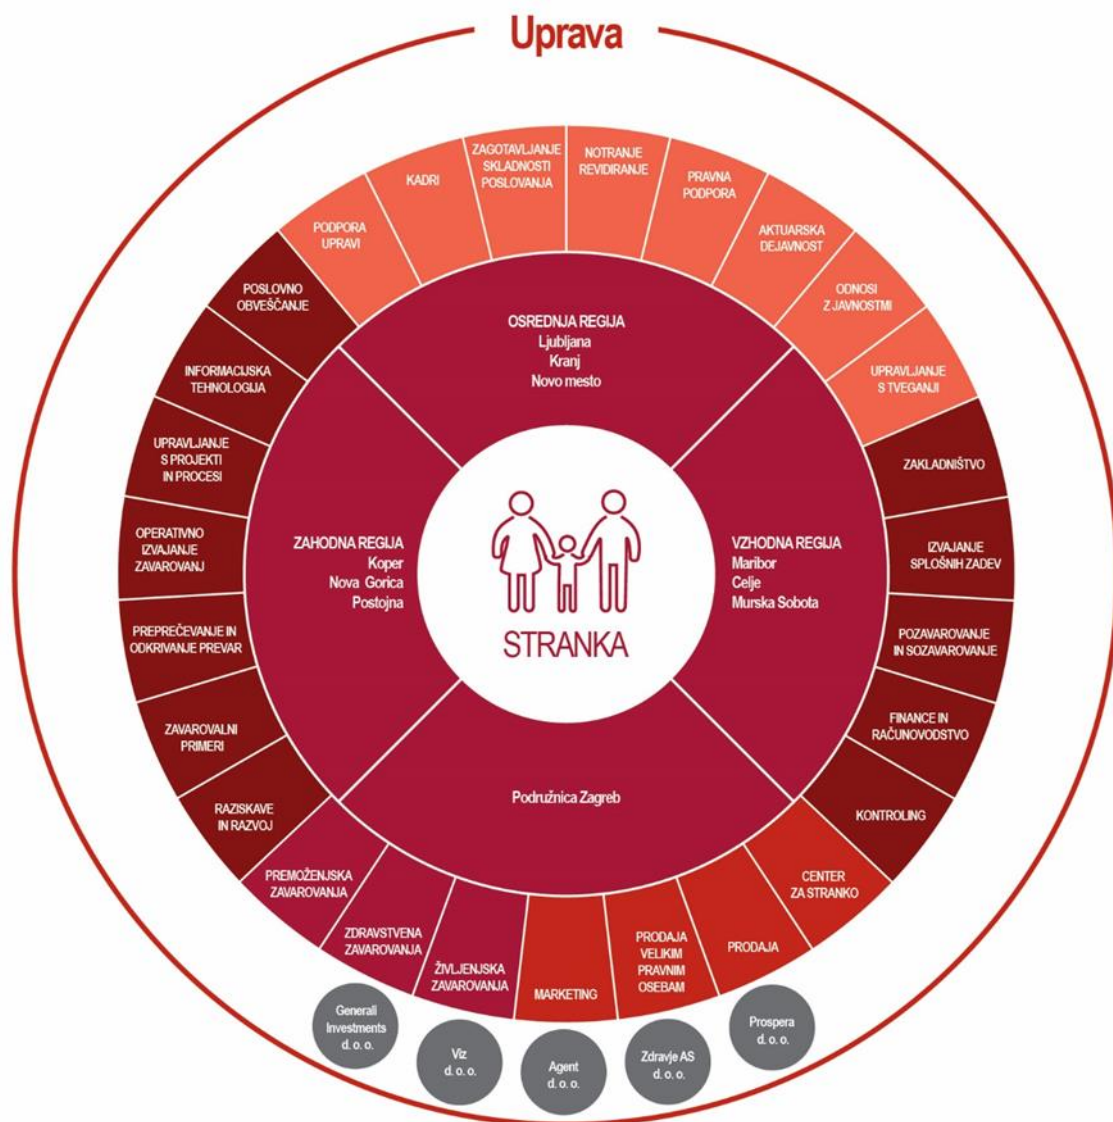 Uprava
PODPORA
UPRAVI
KADRI
ZAGOTAVLJANJE
SKLADNOSTI
POSLOVANJA
NOTRANJE
REVIDIRANJE
PRAVNA
PODPORA
AKTUARSKA
DEJAVNOST
ODNOSI
Z JAVNOSTMI
UPRAVLJANJE
S TVEGANJI
ZAKLADNIŠTVO
IZVAJANJE
SPLOŠNIH ZADEV
POZAVAROVANJE
IN SOZAVAROVANJE
FINANCE IN
RAČUNOVODSTVO
KONTROLING
CENTER
ZA STRANKO
PRODAJA
PRODAJA
VELIKIM
PRAVNIM
OSEBAM
MARKETING
ŽIVLJENJSKA
ZAVAROVANJA
ZDRAVSTVENA
ZAVAROVANJA
PREMOŽENJSKA
ZAVAROVANJA
RAZISKAVE
IN RAZVOJ
ZAVAROVALNI
PRIMERI
PREPREČEVANJE IN
ODKRIVANJE PREVAR
OPERATIVNO
IZVAJANJE
ZAVAROVANJ
UPRAVLJANJE
S PROJEKTI
IN PROCESI
INFORMACIJSKA
TEHNOLOGIJA
POSLOVNO
OBVEŠČANJE
OSREDNJA REGIJA
Ljubljana
Kranj
Novo mesto
ZAHODNA REGIJA
Koper
Nova Gorica
Postojna
VZHODNA REGIJA
Maribor
Celje
Murska Sobota
STRANKA
Podružnica Zagreb
Generali
Investments
d. o. o.
Viz
d. o. o.
Agent
d. o. o.
Zdravje AS
d. o. o.
Prospera
d. o. o.